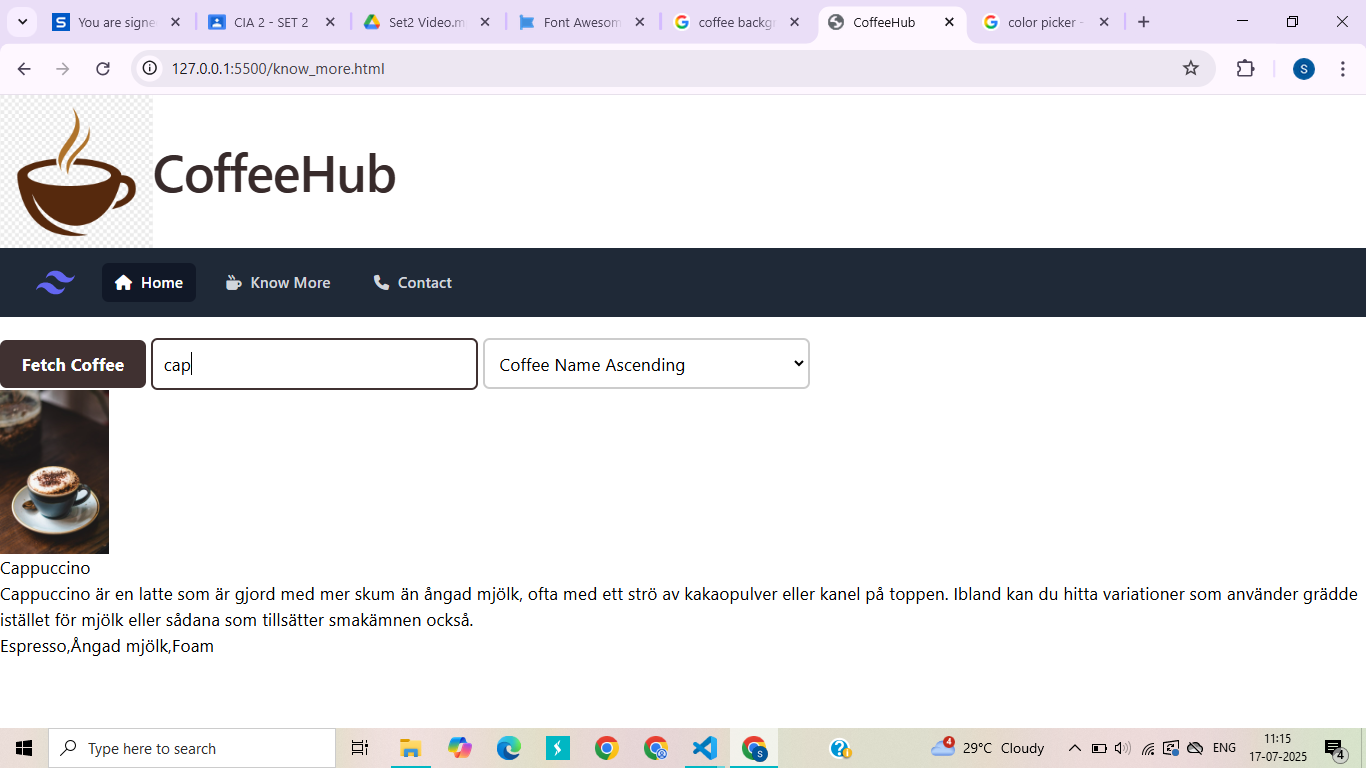 You are signe
CIA 2 - SET 2
Set2 Video.m
Font Awesom
coffee backgr
CoffeeHub
color picker -
127.0.0.1:5500/know_more.html
S
CoffeeHub
Home
Know More
Contact
Fetch Coffee
cap
Coffee Name Ascending
Cappuccino
Cappuccino är en latte som är gjord med mer skum än ångad mjölk, ofta med ett strö av kakaopulver eller kanel på toppen. Ibland kan du hitta variationer som använder grädde
istället för mjölk eller sådana som tillsätter smakämnen också.
Espresso,Ångad mjölk,Foam
Type here to search
4
29°C Cloudy
ENG
11:15
17-07-2025
4